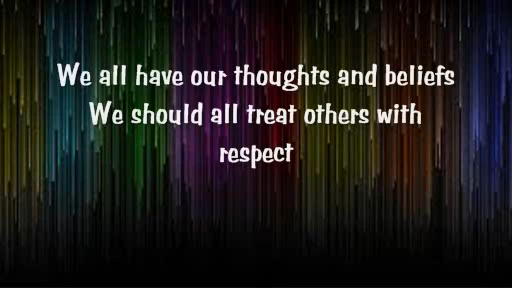 We all have our thoughts and beliefs
We should all treat others with
respect